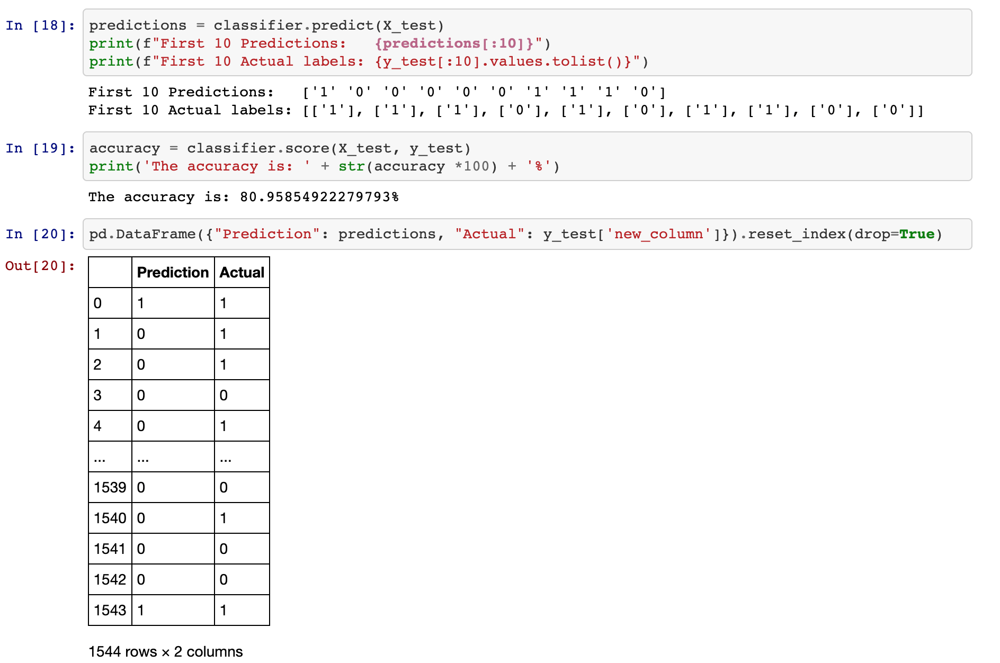 In [18]: predictions = classifier.predict(X_test)
print(f"First 10 Predictions:   {predictions[:10]}")
print(f"First 10 Actual labels: {y_test[:10].values.tolist()}")
First 10 Predictions:   ['1' '0' '0' '0' '0' '0' '1' '1' '1' '0']
First 10 Actual labels: [['1'], ['1'], ['1'], ['0'], ['1'], ['0'], ['1'], ['1'], ['0'], ['0']]
In [19]: accuracy = classifier.score(X_test, y_test)
print('The accuracy is: ' + str(accuracy *100) + '%')
The accuracy is: 80.95854922279793%
In [20]: pd.DataFrame({"Prediction": predictions, "Actual": y_test['new_column']}).reset_index(drop=True)
Out[20]:
Prediction Actual
0 1 1
1 0 1
2 0 1
3 0 0
4 0 1
... ... ...
1539 0 0
1540 0 1
1541 0 0
1542 0 0
1543 1 1
1544 rows × 2 columns